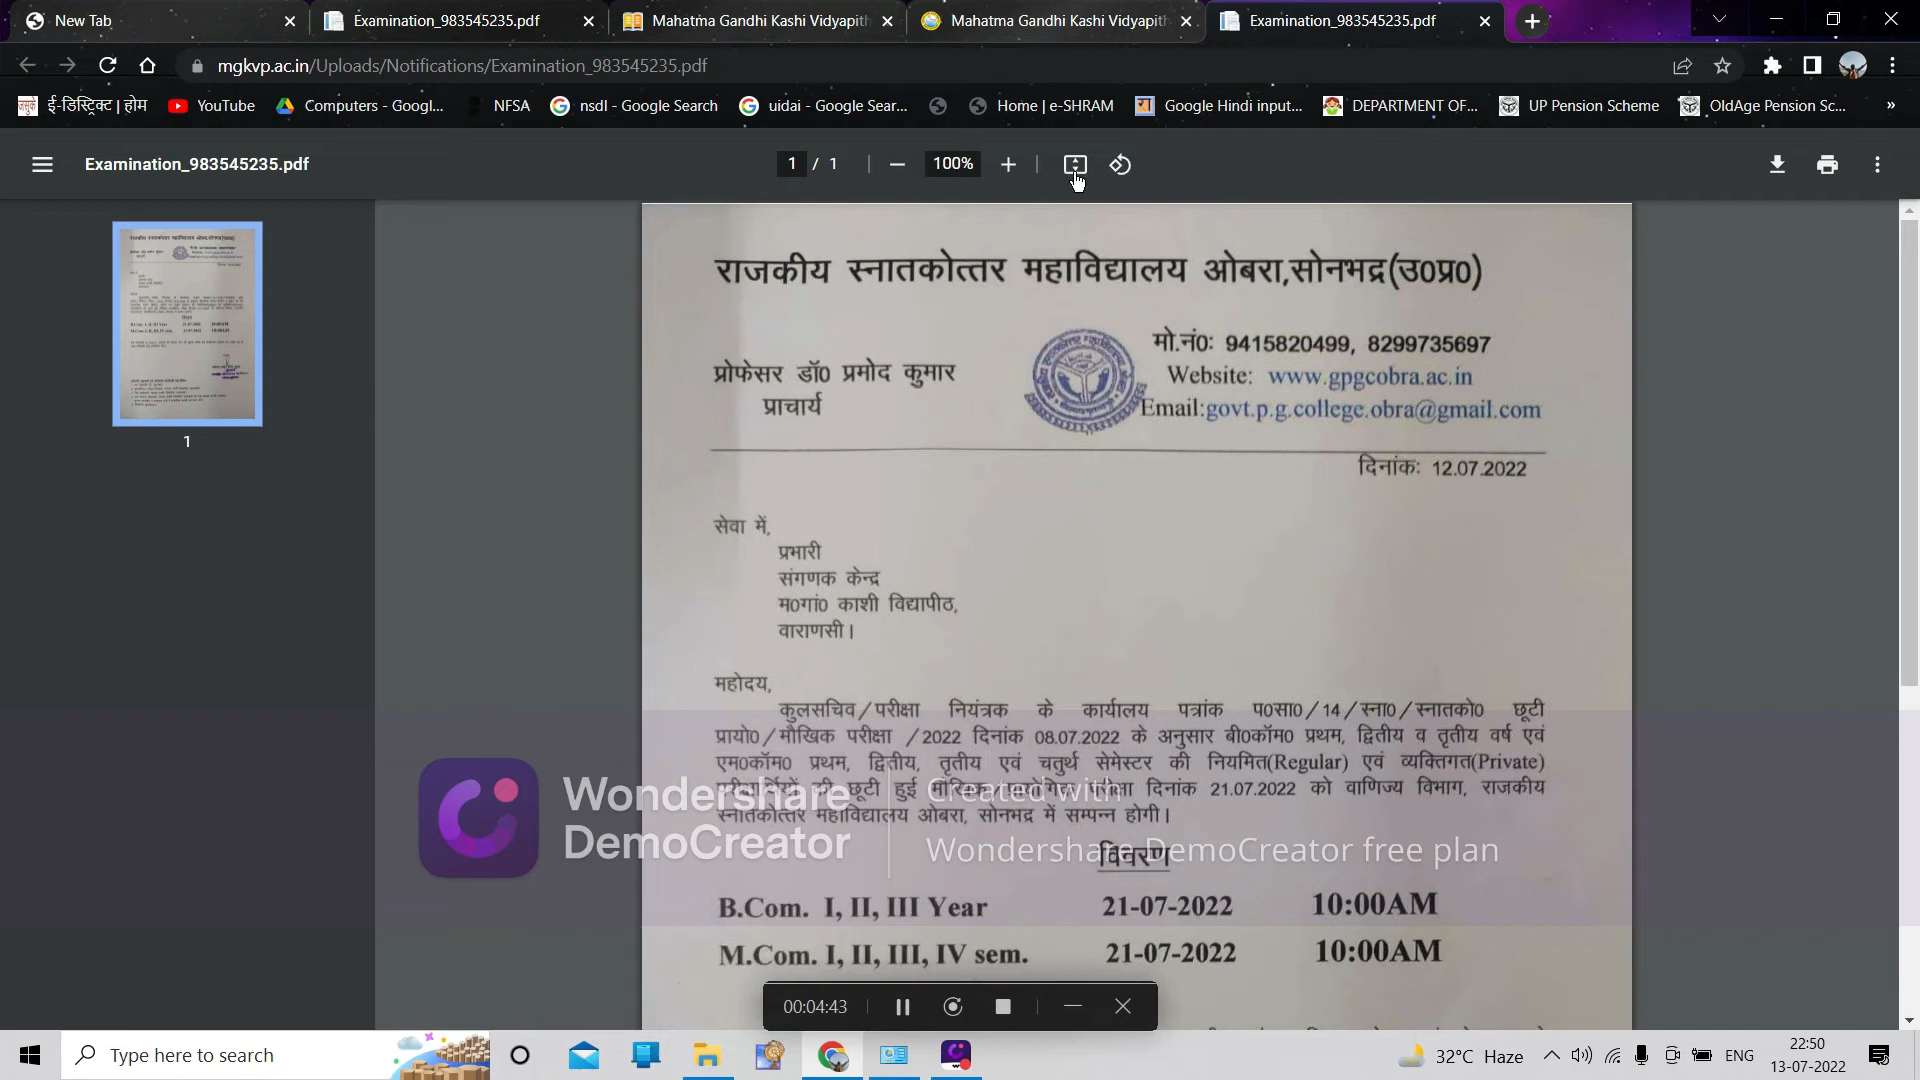 New Tab
Examination_983545235.pdf
Mahatma Gandhi Kashi Vidyapith
Mahatma Gandhi Kashi Vidyapith
Examination_983545235.pdf
mgkvp.ac.in/Uploads/Notifications/Examination_983545235.pdf
ई-डिस्ट्रिक्ट | होम
YouTube
Computers - Googl...
NFSA
nsdl - Google Search
uidai - Google Sear...
Home | e-SHRAM
Google Hindi input...
DEPARTMENT OF...
UP Pension Scheme
OldAge Pension Sc...
Examination_983545235.pdf
1 / 1
100%
1
राजकीय स्नातकोत्तर महाविद्यालय ओबरा,सोनभद्र(उ0प्र0)
प्रोफेसर डॉ0 प्रमोद कुमार
प्राचार्य
मो.नं0: 9415820499, 8299735697
Website: www.gpgcobra.ac.in
Email:govt.p.g.college.obra@gmail.com
दिनांक: 12.07.2022
सेवा में,
प्रभारी
संगणक केन्द्र
म0गां0 काशी विद्यापीठ,
वाराणसी।
महोदय,
कुलसचिव/परीक्षा नियंत्रक के कार्यालय पत्रांक प0सा0/14/स्ना0/स्नातको0 छूटी
प्रायो0/मौखिक परीक्षा /2022 दिनांक 08.07.2022 के अनुसार बी0कॉम0 प्रथम, द्वितीय व तृतीय वर्ष एवं
एम0कॉम0 प्रथम, द्वितीय, तृतीय एवं चतुर्थ सेमेस्टर की नियमित(Regular) एवं व्यक्तिगत(Private)
परीक्षार्थियों की छूटी हुई मौखिक/प्रायोगिक परीक्षा दिनांक 21.07.2022 को वाणिज्य विभाग, राजकीय
स्नातकोत्तर महाविद्यालय ओबरा, सोनभद्र में सम्पन्न होगी।
विवरण
B.Com. I, II, III Year 21-07-2022 10:00AM
M.Com. I, II, III, IV sem. 21-07-2022 10:00AM
Wondershare
DemoCreator
Created with
Wondershare DemoCreator free plan
00:04:43
Type here to search
32°C Haze
ENG
22:50
13-07-2022